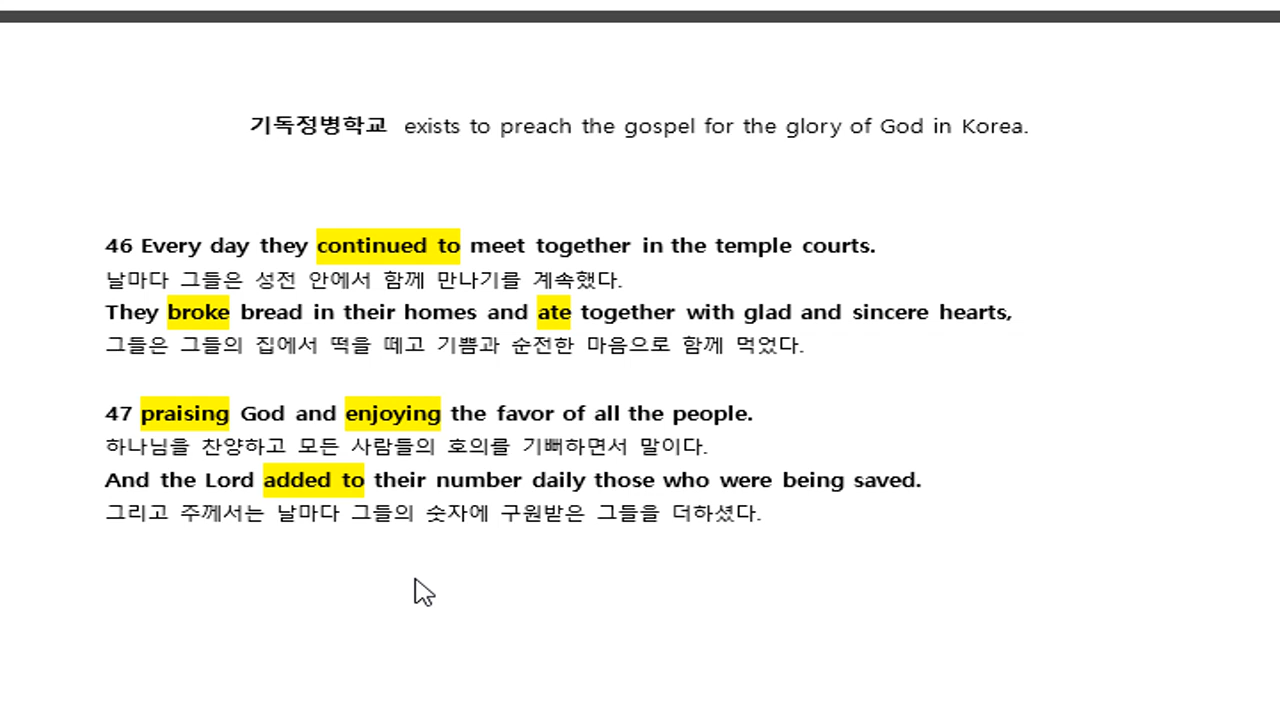 기독정병학교 exists to preach the gospel for the glory of God in Korea.
46 Every day they continued to meet together in the temple courts.
날마다 그들은 성전 안에서 함께 만나기를 계속했다.
They broke bread in their homes and ate together with glad and sincere hearts,
그들은 그들의 집에서 떡을 떼고 기쁨과 순전한 마음으로 함께 먹었다.
47 praising God and enjoying the favor of all the people.
하나님을 찬양하고 모든 사람들의 호의를 기뻐하면서 말이다.
And the Lord added to their number daily those who were being saved.
그리고 주께서는 날마다 그들의 숫자에 구원받은 그들을 더하셨다.